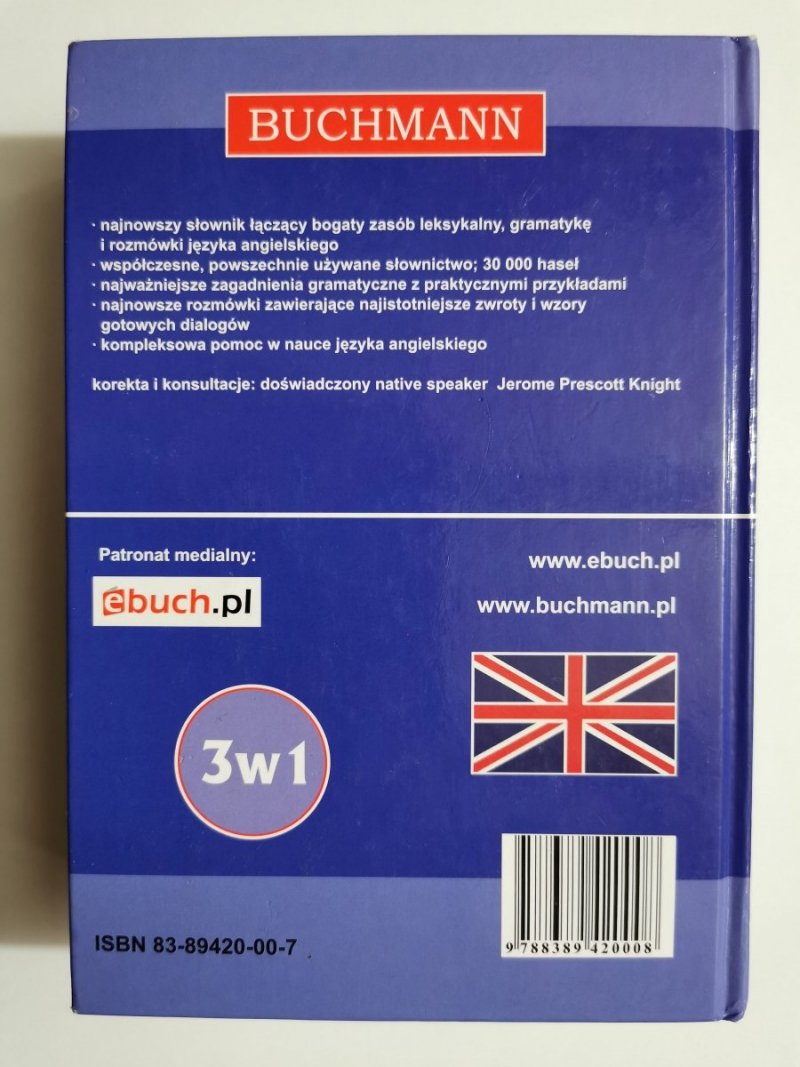 BUCHMANN
· najnowszy słownik łączący bogaty zasób leksykalny, gramatykę
i rozmówki języka angielskiego
· współczesne, powszechnie używane słownictwo; 30 000 haseł
· najważniejsze zagadnienia gramatyczne z praktycznymi przykładami
· najnowsze rozmówki zawierające najistotniejsze zwroty i wzory
gotowych dialogów
· kompleksowa pomoc w nauce języka angielskiego
korekta i konsultacje: doświadczony native speaker Jerome Prescott Knight
Patronat medialny:
www.ebuch.pl
ébuch.pl
www.buchmann.pl
3w1
ISBN 83-89420-00-7
9 788389 420008